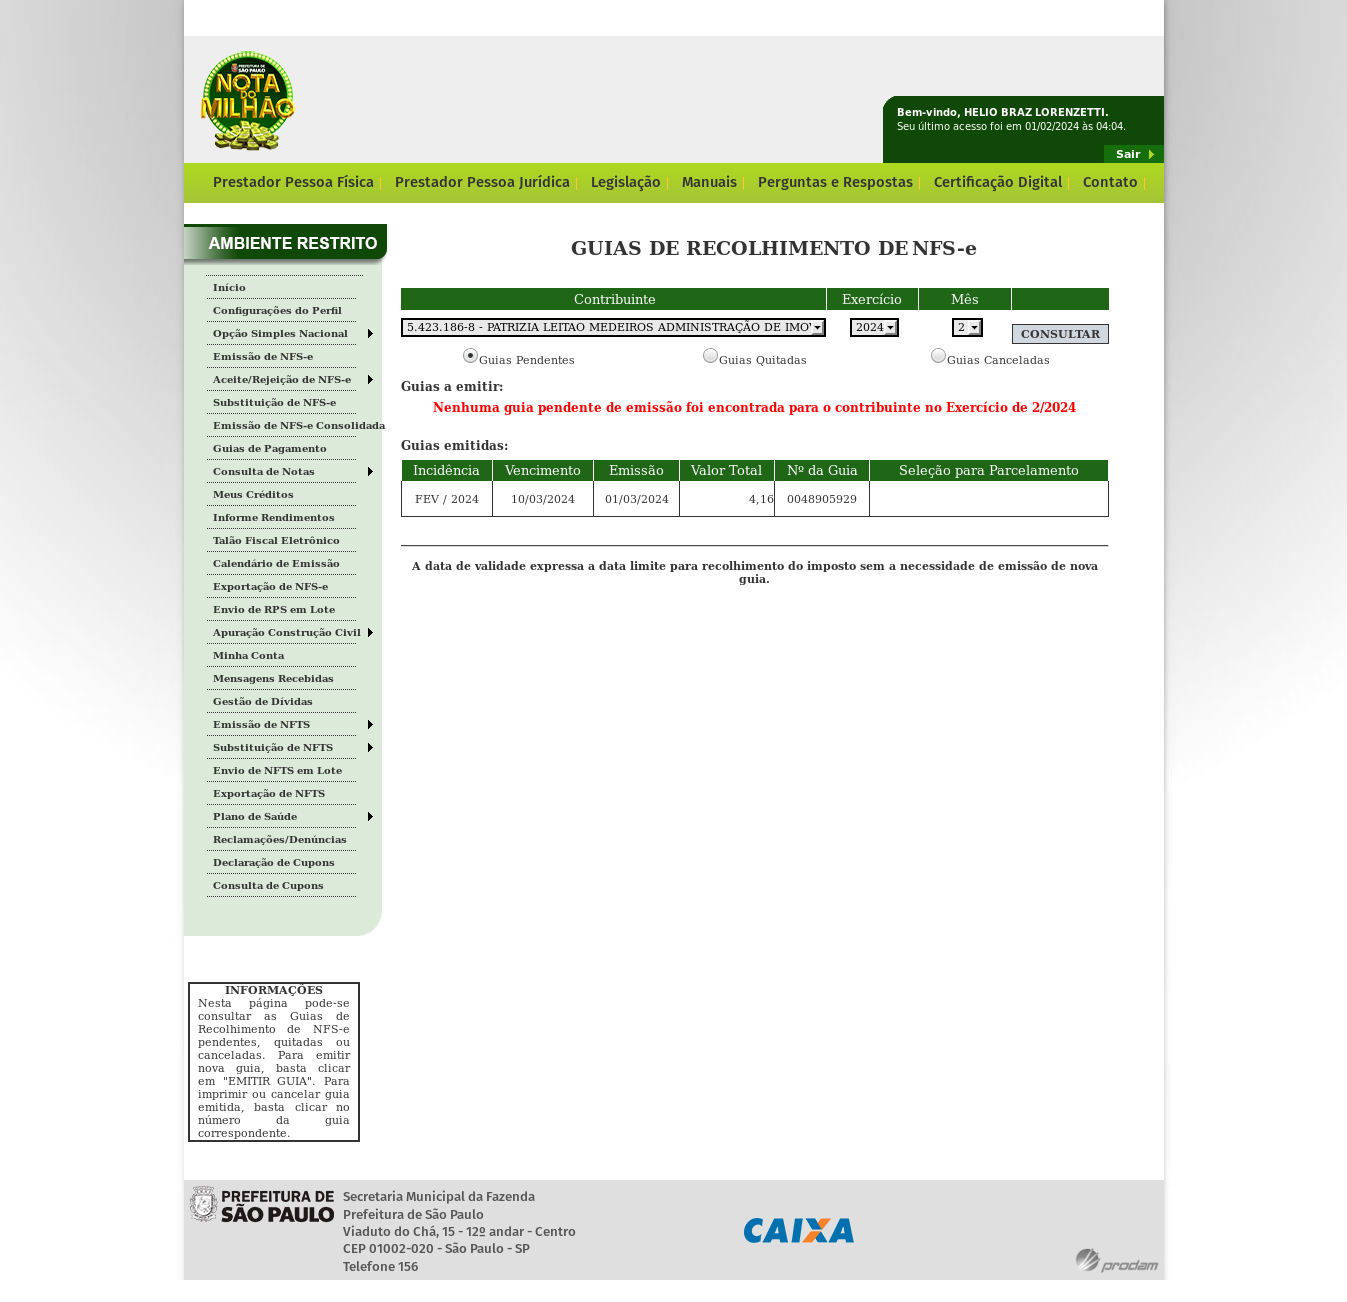 PREFEITURA DE
SÃO PAULO
NOTA
DO
MILHÃO
Bem-vindo, HELIO BRAZ LORENZETTI.
Seu último acesso foi em 01/02/2024 às 04:04.
Sair
Prestador Pessoa Física | Prestador Pessoa Jurídica | Legislação | Manuais | Perguntas e Respostas | Certificação Digital | Contato |
AMBIENTE RESTRITO
Início
Configurações do Perfil
Opção Simples Nacional
Emissão de NFS-e
Aceite/Rejeição de NFS-e
Substituição de NFS-e
Emissão de NFS-e Consolidada
Guias de Pagamento
Consulta de Notas
Meus Créditos
Informe Rendimentos
Talão Fiscal Eletrônico
Calendário de Emissão
Exportação de NFS-e
Envio de RPS em Lote
Apuração Construção Civil
Minha Conta
Mensagens Recebidas
Gestão de Dívidas
Emissão de NFTS
Substituição de NFTS
Envio de NFTS em Lote
Exportação de NFTS
Plano de Saúde
Reclamações/Denúncias
Declaração de Cupons
Consulta de Cupons
INFORMAÇÕES
Nesta página pode-se
consultar as Guias de
Recolhimento de NFS-e
pendentes, quitadas ou
canceladas. Para emitir
nova guia, basta clicar
em "EMITIR GUIA". Para
imprimir ou cancelar guia
emitida, basta clicar no
número da guia
correspondente.
GUIAS DE RECOLHIMENTO DE NFS-e
Contribuinte Exercício Mês
5.423.186-8 - PATRIZIA LEITAO MEDEIROS ADMINISTRAÇÃO DE IMO 2024 2 CONSULTAR
Guias Pendentes Guias Quitadas Guias Canceladas
Guias a emitir:
Nenhuma guia pendente de emissão foi encontrada para o contribuinte no Exercício de 2/2024
Guias emitidas:
Incidência Vencimento Emissão Valor Total Nº da Guia Seleção para Parcelamento
FEV / 2024 10/03/2024 01/03/2024 4,16 0048905929
A data de validade expressa a data limite para recolhimento do imposto sem a necessidade de emissão de nova
guia.
PREFEITURA DE
SÃO PAULO
Secretaria Municipal da Fazenda
Prefeitura de São Paulo
Viaduto do Chá, 15 - 12º andar - Centro
CEP 01002-020 - São Paulo - SP
Telefone 156
CAIXA
prodam